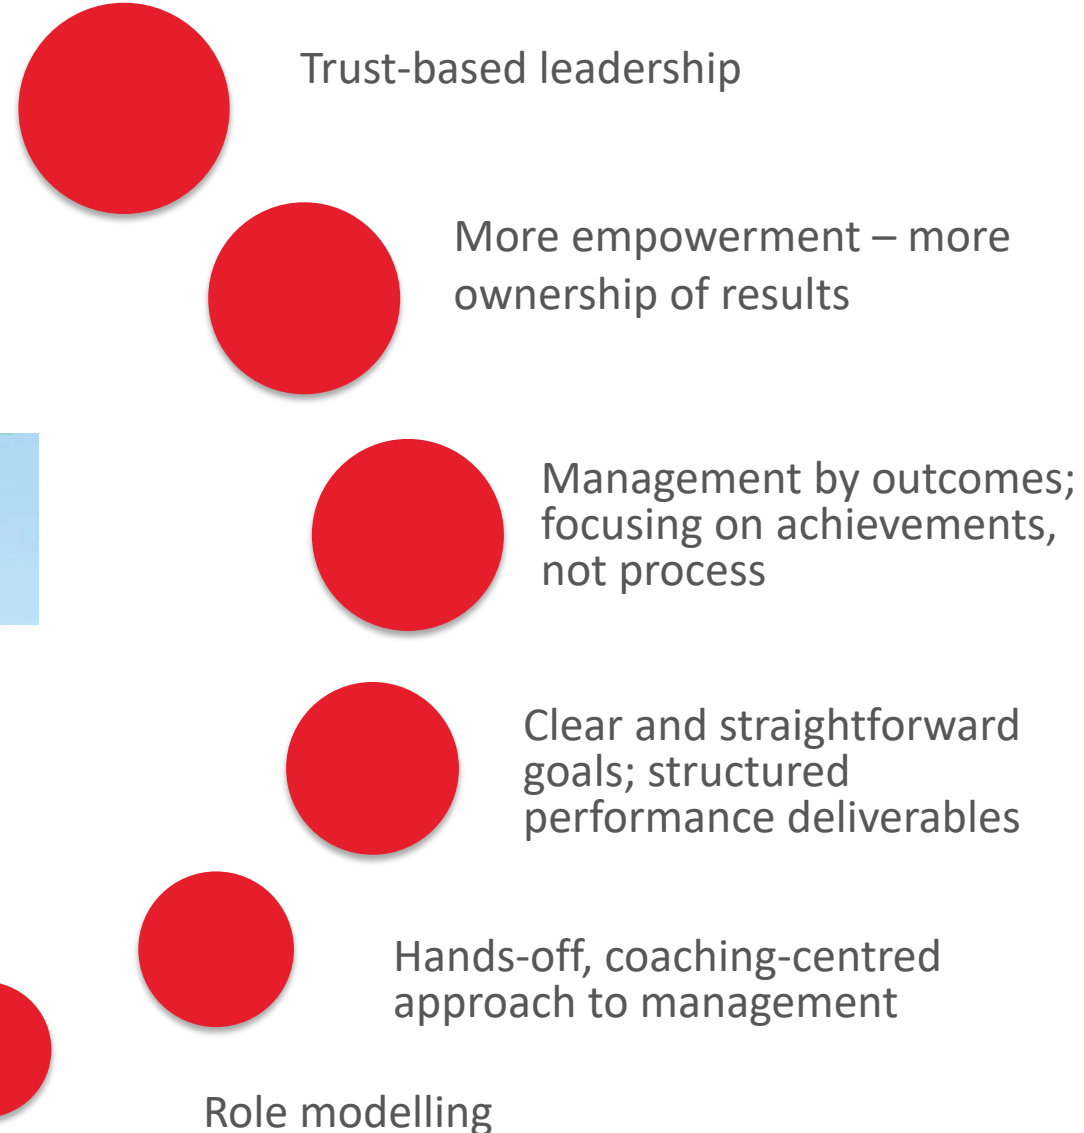 Trust-based leadership
More empowerment – more
ownership of results
Management by outcomes;
focusing on achievements,
not process
Clear and straightforward
goals; structured
performance deliverables
Hands-off, coaching-centred
approach to management
Role modelling